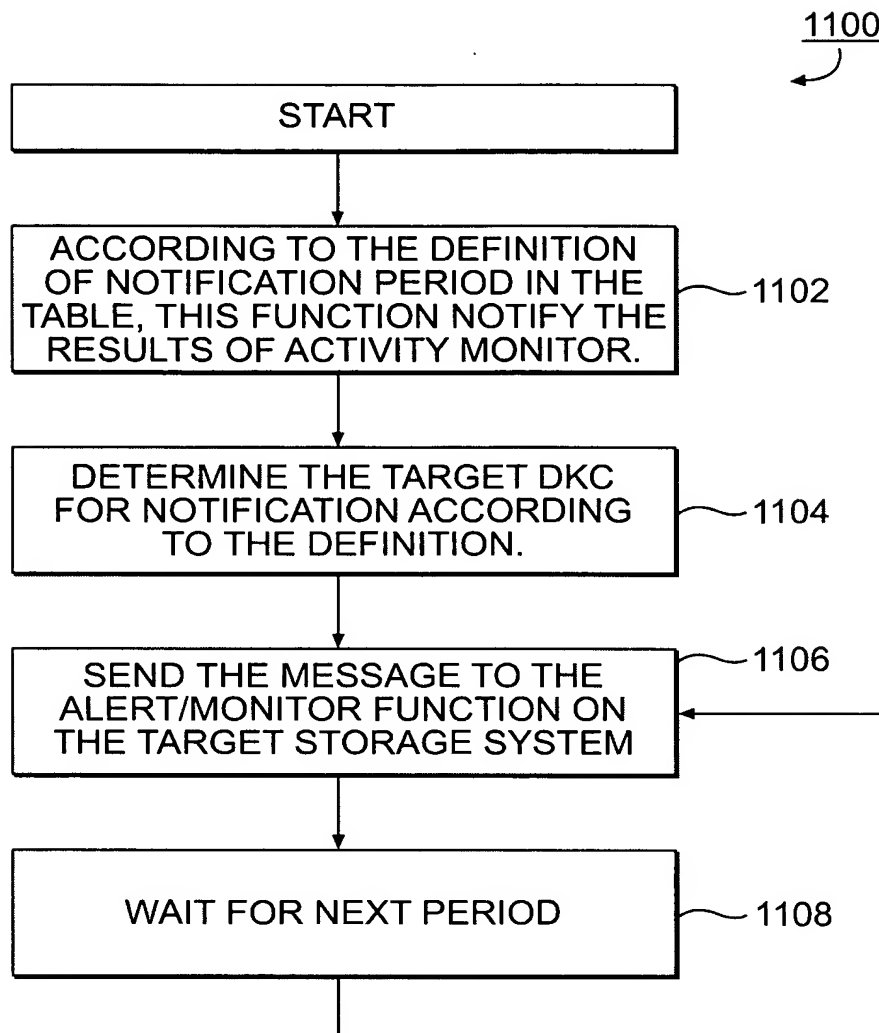 1100
START
ACCORDING TO THE DEFINITION
OF NOTIFICATION PERIOD IN THE
TABLE, THIS FUNCTION NOTIFY THE
RESULTS OF ACTIVITY MONITOR.
1102
DETERMINE THE TARGET DKC
FOR NOTIFICATION ACCORDING
TO THE DEFINITION.
1104
SEND THE MESSAGE TO THE
ALERT/MONITOR FUNCTION ON
THE TARGET STORAGE SYSTEM
1106
WAIT FOR NEXT PERIOD
1108